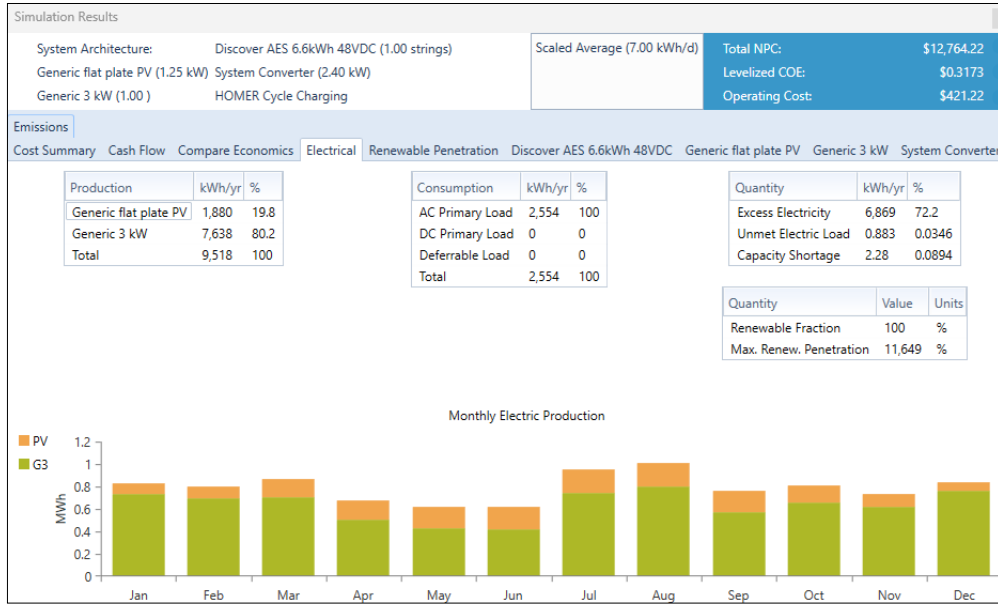 Simulation Results
System Architecture: Discover AES 6.6kWh 48VDC (1.00 strings) Scaled Average (7.00 kWh/d) Total NPC: $12,764.22
Generic flat plate PV (1.25 kW) System Converter (2.40 kW) Levelized COE: $0.3173
Generic 3 kW (1.00 ) HOMER Cycle Charging Operating Cost: $421.22
Emissions
Cost Summary Cash Flow Compare Economics Electrical Renewable Penetration Discover AES 6.6kWh 48VDC Generic flat plate PV Generic 3 kW System Converter
Production kWh/yr %
Generic flat plate PV 1,880 19.8
Generic 3 kW 7,638 80.2
Total 9,518 100
Consumption kWh/yr %
AC Primary Load 2,554 100
DC Primary Load 0 0
Deferrable Load 0 0
Total 2,554 100
Quantity kWh/yr %
Excess Electricity 6,869 72.2
Unmet Electric Load 0.883 0.0346
Capacity Shortage 2.28 0.0894
Quantity Value Units
Renewable Fraction 100 %
Max. Renew. Penetration 11,649 %
Monthly Electric Production
PV
G3
MWh
1.2
1
0.8
0.6
0.4
0.2
0
Jan Feb Mar Apr May Jun Jul Aug Sep Oct Nov Dec